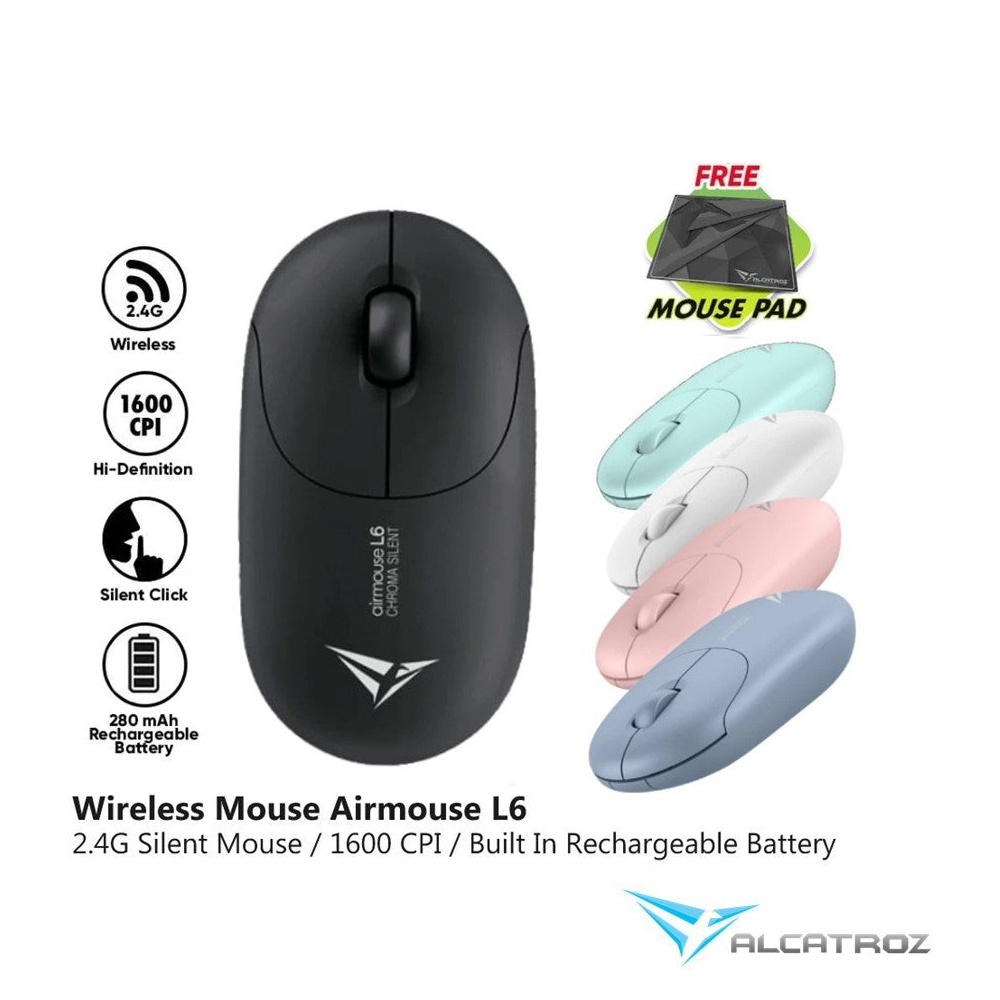 FREE
ALCATROZ
MOUSE PAD
2.4G
Wireless
1600
CPI
Hi-Definition
Silent Click
280 mAh
Rechargeable
Battery
airmouse L6
CHROMA SILENT
Wireless Mouse Airmouse L6
2.4G Silent Mouse / 1600 CPI / Built In Rechargeable Battery
ALCATROZ